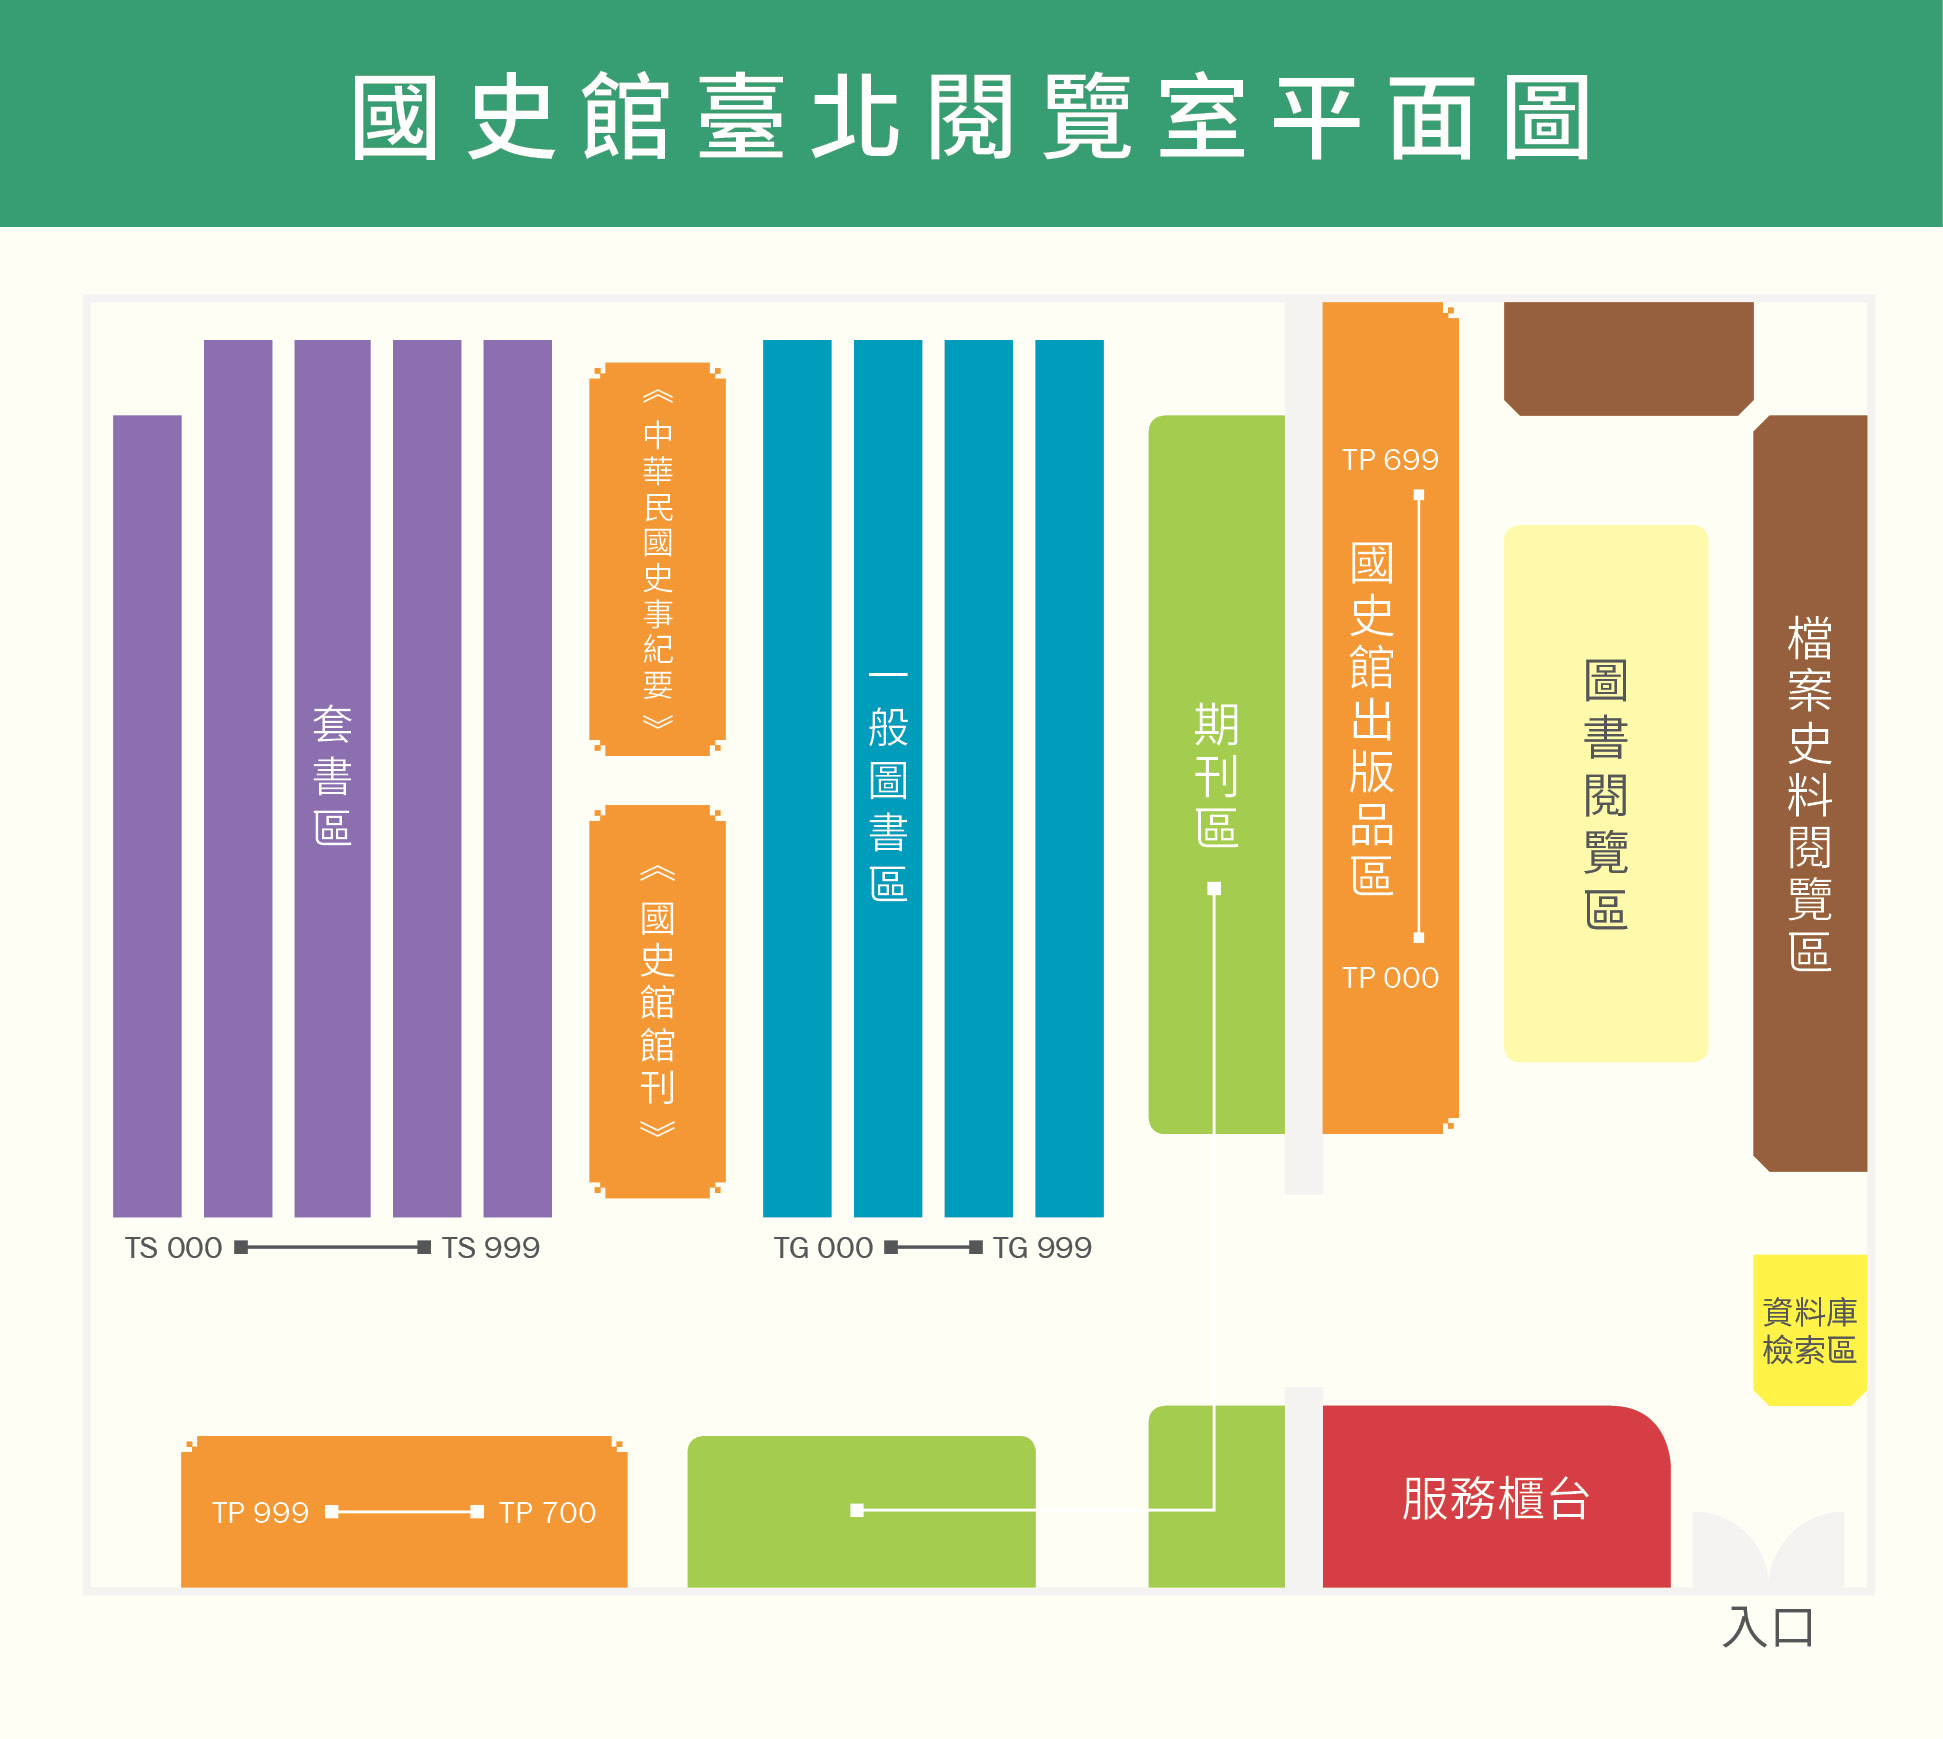 國史館臺北閱覽室平面圖
套書區
TS 000
TS 999
《中華民國史事紀要》
《國史館館刊》
一般圖書區
TG 000
TG 999
期刊區
TP 699
國史館出版品區
TP 000
圖書閱覽區
檔案史料閱覽區
資料庫
檢索區
TP 999
TP 700
服務櫃台
入口